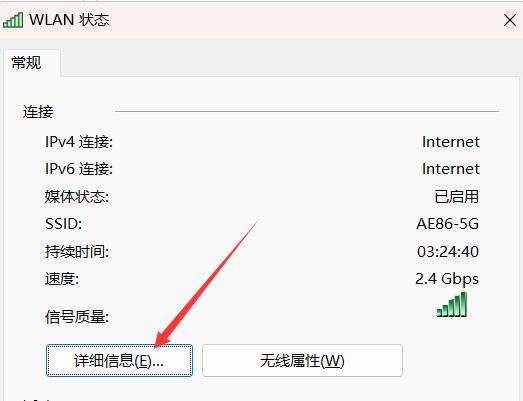 WLAN 状态
常规
连接
IPv4 连接: Internet
IPv6 连接: Internet
媒体状态: 已启用
SSID: AE86-5G
持续时间: 03:24:40
速度: 2.4 Gbps
信号质量:
详细信息(E)... 无线属性(W)